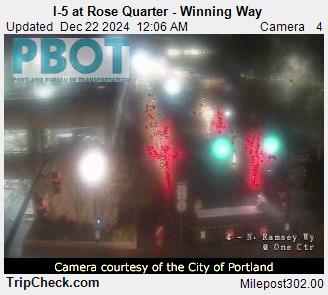 I-5 at Rose Quarter - Winning Way
Updated Dec 22 2024 12:06 AM Camera 4
PBOT
PORTLAND BUREAU OF TRANSPORTATION
4 - N. Ramsey Wy
@ One Ctr
Camera courtesy of the City of Portland
TripCheck.com Milepost302.00